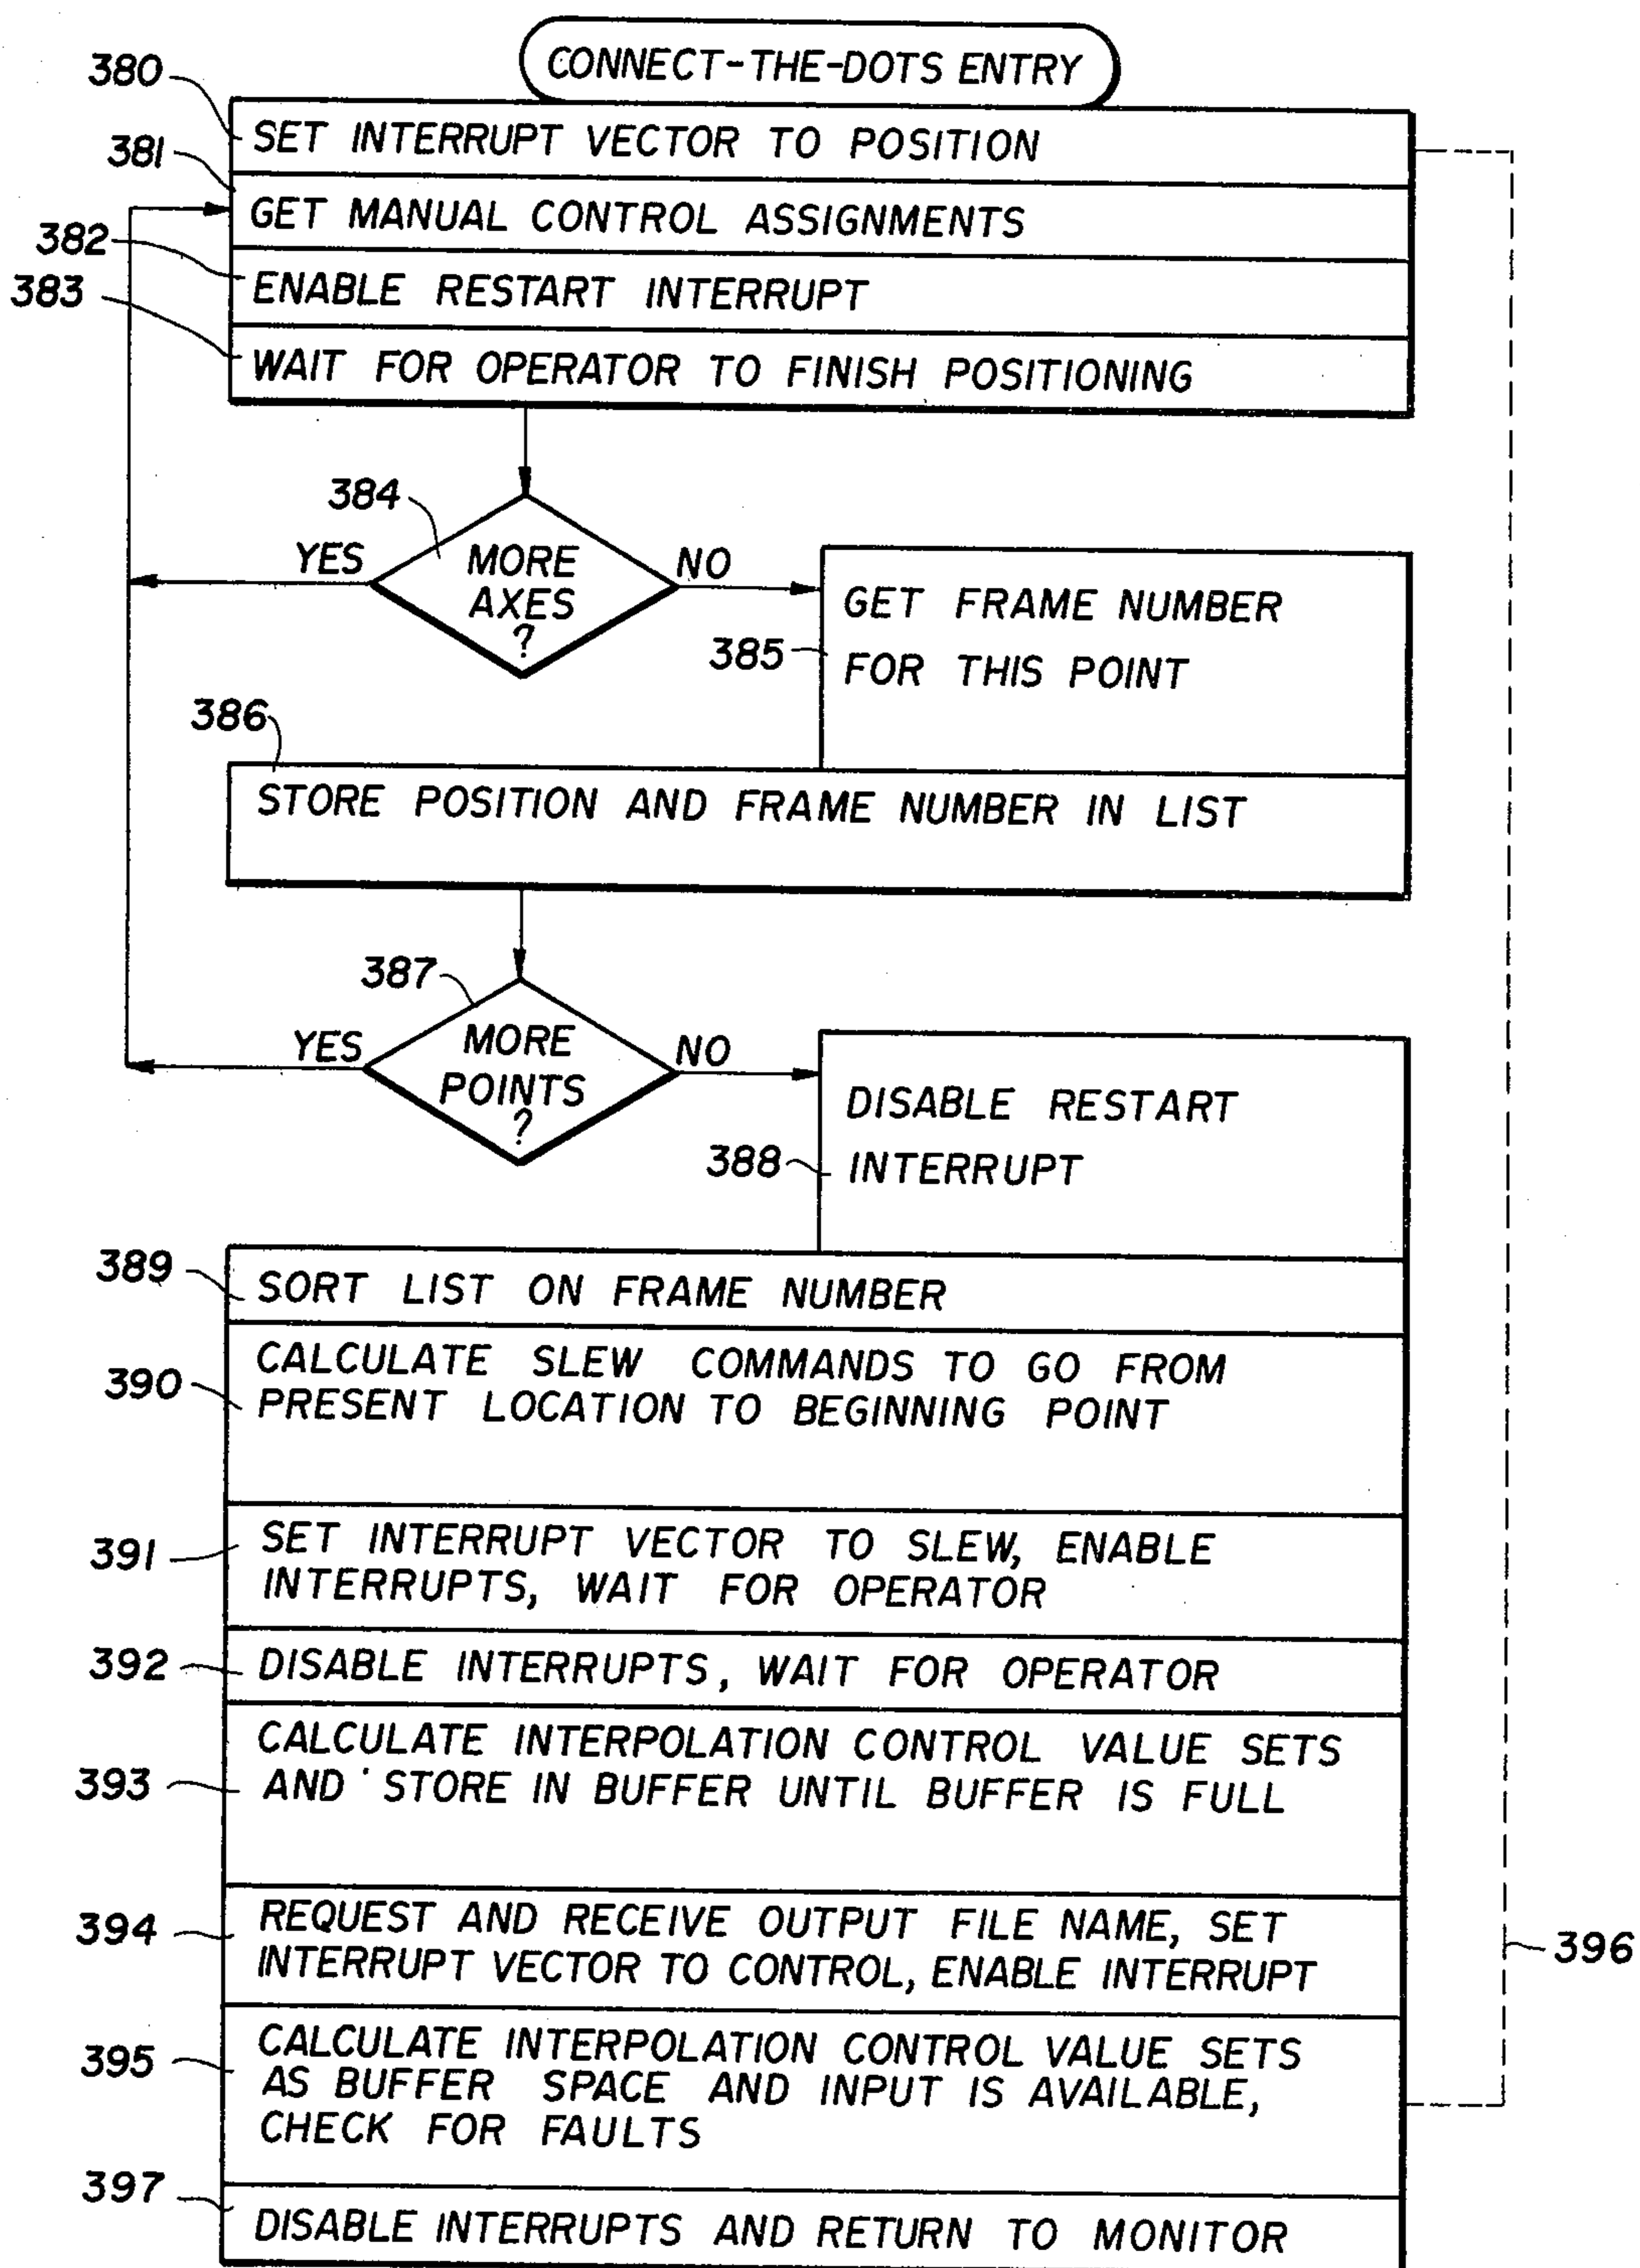 CONNECT-THE-DOTS ENTRY
380
SET INTERRUPT VECTOR TO POSITION
381
GET MANUAL CONTROL ASSIGNMENTS
382
ENABLE RESTART INTERRUPT
383
WAIT FOR OPERATOR TO FINISH POSITIONING
384
YES
MORE
AXES
?
NO
GET FRAME NUMBER
385
FOR THIS POINT
386
STORE POSITION AND FRAME NUMBER IN LIST
387
YES
MORE
POINTS
?
NO
DISABLE RESTART
388
INTERRUPT
389
SORT LIST ON FRAME NUMBER
390
CALCULATE SLEW COMMANDS TO GO FROM
PRESENT LOCATION TO BEGINNING POINT
391
SET INTERRUPT VECTOR TO SLEW, ENABLE
INTERRUPTS, WAIT FOR OPERATOR
392
DISABLE INTERRUPTS, WAIT FOR OPERATOR
393
CALCULATE INTERPOLATION CONTROL VALUE SETS
AND STORE IN BUFFER UNTIL BUFFER IS FULL
394
REQUEST AND RECEIVE OUTPUT FILE NAME, SET
INTERRUPT VECTOR TO CONTROL, ENABLE INTERRUPT
396
395
CALCULATE INTERPOLATION CONTROL VALUE SETS
AS BUFFER SPACE AND INPUT IS AVAILABLE,
CHECK FOR FAULTS
397
DISABLE INTERRUPTS AND RETURN TO MONITOR